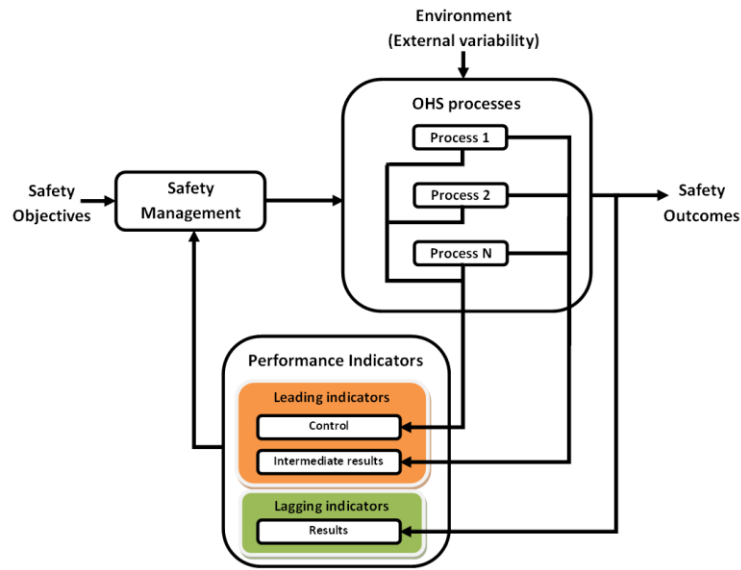 Environment
(External variability)
OHS processes
Process 1
Process 2
Process N
Safety
Objectives
Safety
Management
Safety
Outcomes
Performance Indicators
Leading indicators
Control
Intermediate results
Lagging indicators
Results